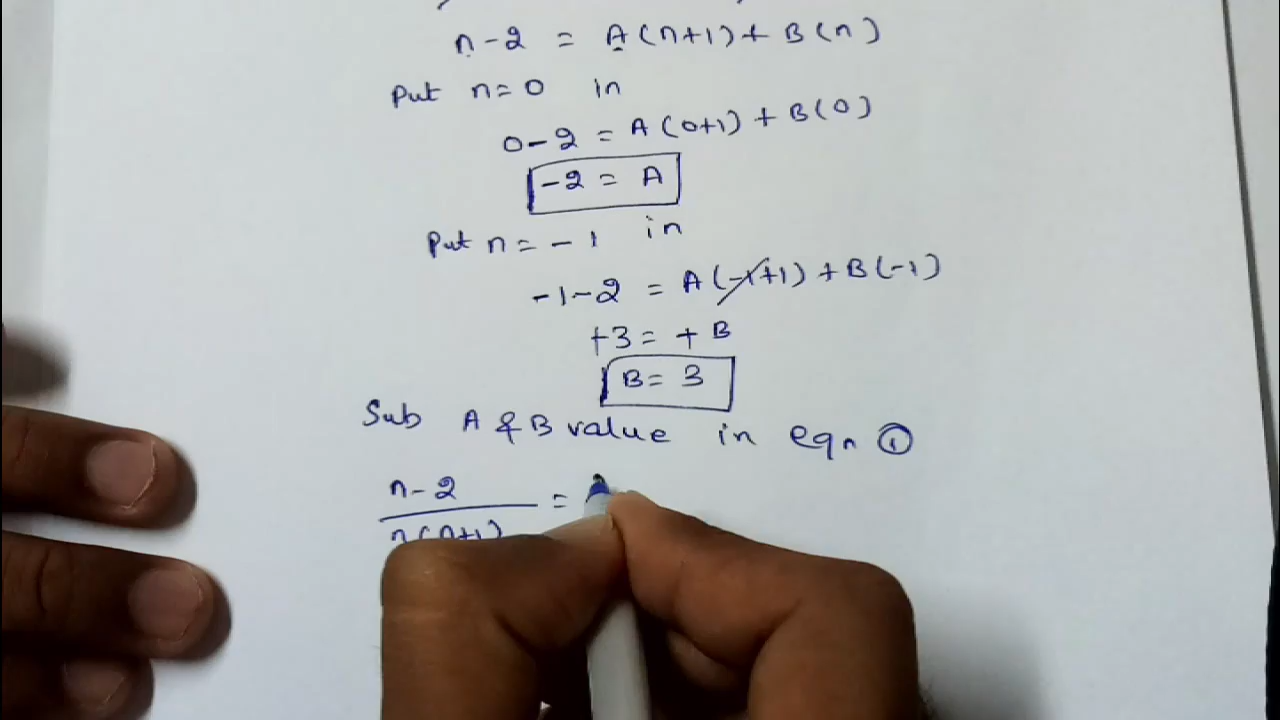 n-2 = A(n+1)+ B(n)
Put n=0 in
0-2 = A(0+1) + B(0)
-2 = A
Put n=-1 in
-1-2 = A(-1+1) + B(-1)
+3 = + B
B= 3
Sub A & B value in eqn ①
n-2
n(n+1) =